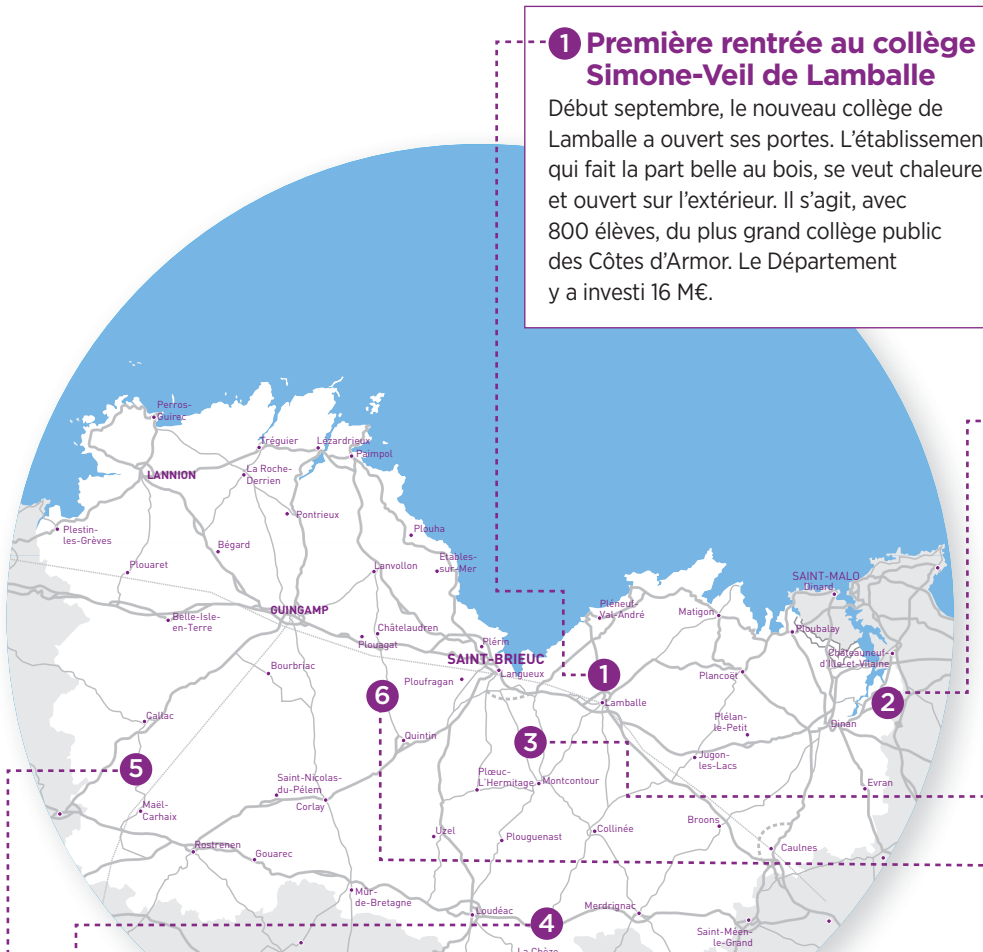 1 Première rentrée au collège
Simone-Veil de Lamballe
Début septembre, le nouveau collège de
Lamballe a ouvert ses portes. L’établissemen
qui fait la part belle au bois, se veut chaleure
et ouvert sur l’extérieur. Il s’agit, avec
800 élèves, du plus grand collège public
des Côtes d’Armor. Le Département
y a investi 16 M€.
Perros-
Guirec
Tréguier
Lézardrieux
Paimpol
LANNION
La Roche-
Derrien
Pontrieux
Plestin-
les-Grèves
Plouha
Bégard
Etables-
sur-Mer
Plouaret
Lanvollon
SAINT-MALO
Dinard
Belle-Isle-
en-Terre
GUINGAMP
Pléneuf-
Val-André
Matigon
Châtelaudren
Plouagat
Plérin
Ploubalay
SAINT-BRIEUC
Langueux
Châteauneuf-
d'Ille-et-Vilaine
Bourbriac
Ploufragan
1
Plancoët
6
Lamballe
2
Callac
Quintin
3
Plélan-
le-Petit
Dinan
5
Jugon-
les-Lacs
Saint-Nicolas-
du-Pélem
Corlay
Plœuc-
L'Hermitage
Montcontour
Evran
Maël-
Carhaix
Uzel
Plouguenast
Collinée
Broons
Rostrenen
Gouarec
Caulnes
Mûr-
de-Bretagne
Loudéac
4
Merdrignac
Saint-Méen-
le-Grand
La Chèze